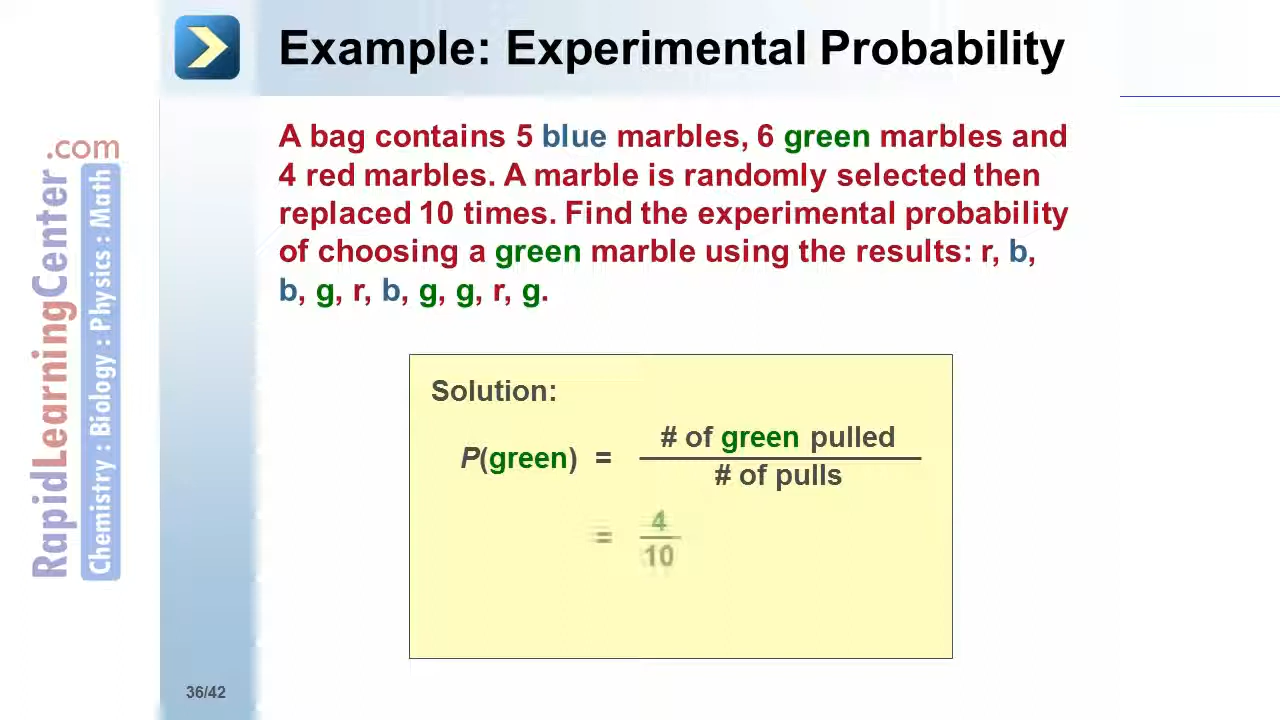 Example: Experimental Probability
A bag contains 5 blue marbles, 6 green marbles and
4 red marbles. A marble is randomly selected then
replaced 10 times. Find the experimental probability
of choosing a green marble using the results: r, b,
b, g, r, b, g, g, r, g.
Solution:
P(green) =
# of green pulled
# of pulls
=
4
10
RapidLearningCenter.com
Chemistry : Biology : Physics : Math
36/42